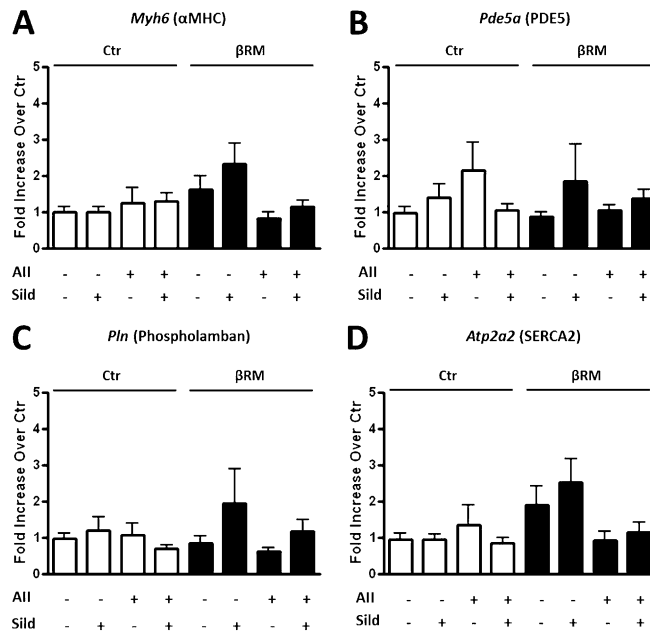 A
Myh6 (αMHC)
Ctr
βRM
Fold Increase Over Ctr
5
4
3
2
1
0
AII - - + + - - + +
Sild - + - + - + - +
B
Pde5a (PDE5)
Ctr
βRM
Fold Increase Over Ctr
5
4
3
2
1
0
AII - - + + - - + +
Sild - + - + - + - +
C
Pln (Phospholamban)
Ctr
βRM
Fold Increase Over Ctr
5
4
3
2
1
0
AII - - + + - - + +
Sild - + - + - + - +
D
Atp2a2 (SERCA2)
Ctr
βRM
Fold Increase Over Ctr
5
4
3
2
1
0
AII - - + + - - + +
Sild - + - + - + - +